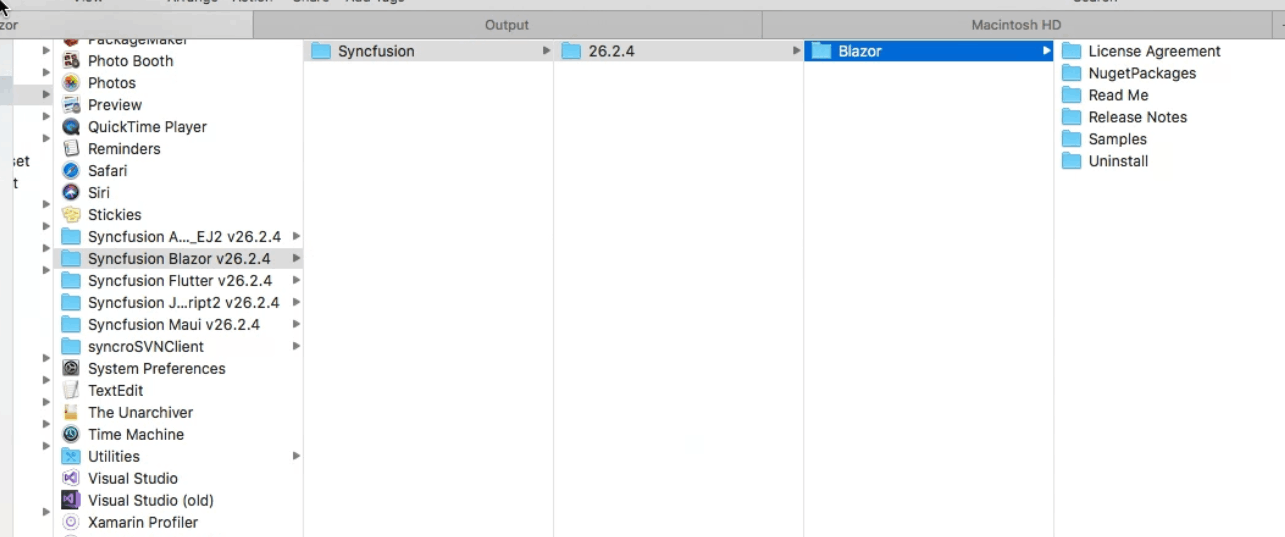 Output
Macintosh HD
PackageMaker
Photo Booth
Photos
Preview
QuickTime Player
Reminders
Safari
Siri
Stickies
Syncfusion A..._EJ2 v26.2.4
Syncfusion Blazor v26.2.4
Syncfusion Flutter v26.2.4
Syncfusion J...ript2 v26.2.4
Syncfusion Maui v26.2.4
syncroSVNClient
System Preferences
TextEdit
The Unarchiver
Time Machine
Utilities
Visual Studio
Visual Studio (old)
Xamarin Profiler
Syncfusion
26.2.4
Blazor
License Agreement
NugetPackages
Read Me
Release Notes
Samples
Uninstall